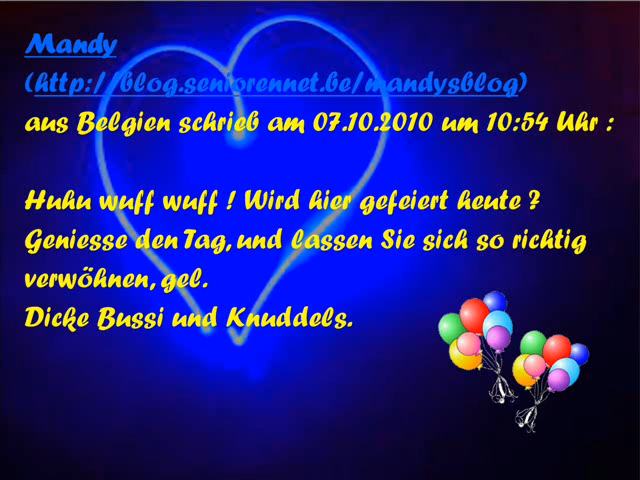 Mandy
(http://blog.seniorennet.be/mandysblog)
aus Belgien schrieb am 07.10.2010 um 10:54 Uhr :
Huhu wuff wuff ! Wird hier gefeiert heute ?
Geniesse den Tag, und lassen Sie sich so richtig
verwöhnen, gel.
Dicke Bussi und Knuddels.